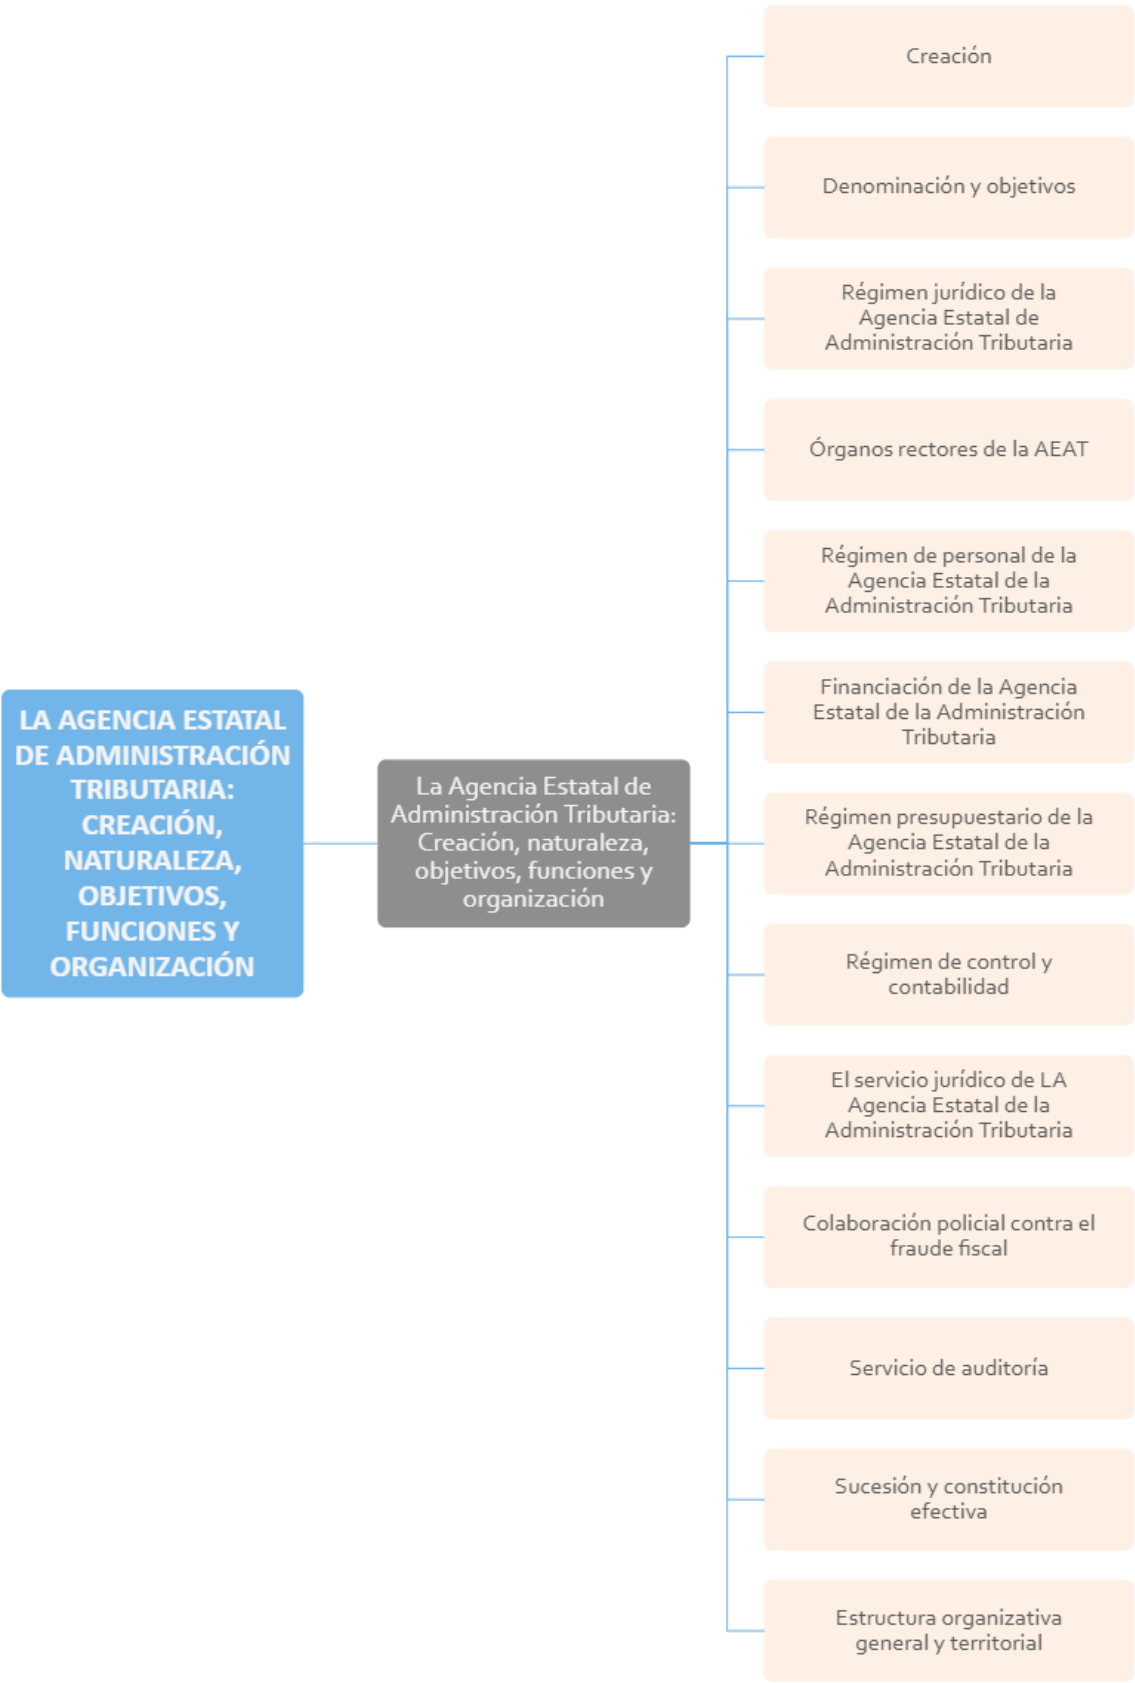 LA AGENCIA ESTATAL
DE ADMINISTRACIÓN
TRIBUTARIA:
CREACIÓN,
NATURALEZA,
OBJETIVOS,
FUNCIONES Y
ORGANIZACIÓN
La Agencia Estatal de
Administración Tributaria:
Creación, naturaleza,
objetivos, funciones y
organización
Creación
Denominación y objetivos
Régimen jurídico de la
Agencia Estatal de
Administración Tributaria
Órganos rectores de la AEAT
Régimen de personal de la
Agencia Estatal de la
Administración Tributaria
Financiación de la Agencia
Estatal de la Administración
Tributaria
Régimen presupuestario de la
Agencia Estatal de la
Administración Tributaria
Régimen de control y
contabilidad
El servicio jurídico de LA
Agencia Estatal de la
Administración Tributaria
Colaboración policial contra el
fraude fiscal
Servicio de auditoría
Sucesión y constitución
efectiva
Estructura organizativa
general y territorial